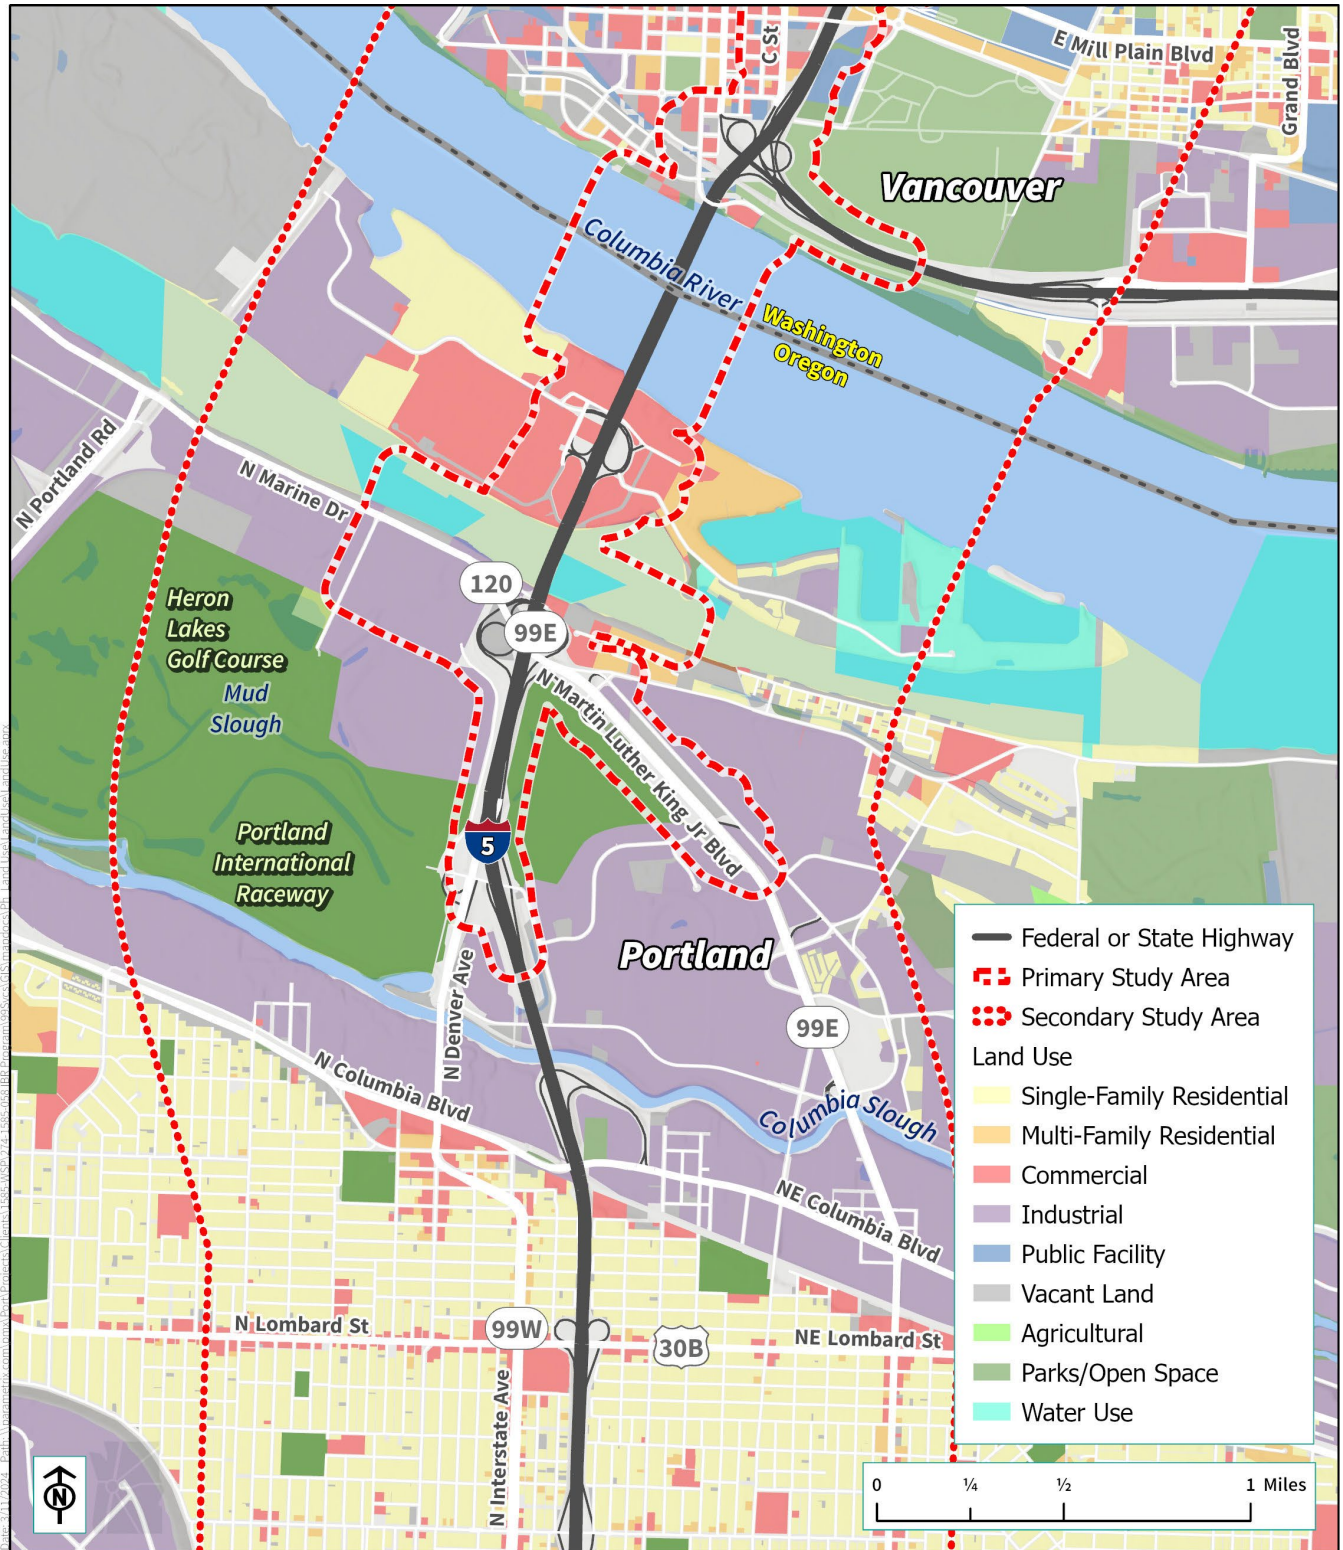 C St
E Mill Plain Blvd
Grand Blvd
Vancouver
Columbia River
Washington
Oregon
N Portland Rd
N Marine Dr
120
99E
Heron
Lakes
Golf Course
Mud
Slough
N Martin Luther King Jr Blvd
Portland
International
Raceway
5
Portland
N Denver Ave
99E
N Columbia Blvd
Columbia Slough
NE Columbia Blvd
N Lombard St
99W
30B
NE Lombard St
N Interstate Ave
Federal or State Highway
Primary Study Area
Secondary Study Area
Land Use
Single-Family Residential
Multi-Family Residential
Commercial
Industrial
Public Facility
Vacant Land
Agricultural
Parks/Open Space
Water Use
N
0 ¼ ½ 1 Miles
Date: 3/11/2024